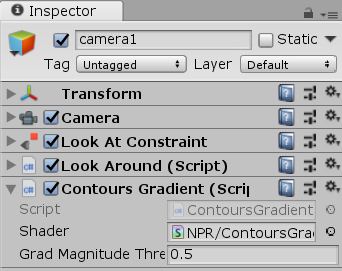 Inspector
camera1
Static
Tag Untagged Layer Default
Transform
Camera
Look At Constraint
Look Around (Script)
Contours Gradient (Scrip
Script ContoursGradient
Shader NPR/ContoursGra
Grad Magnitude Thre 0.5